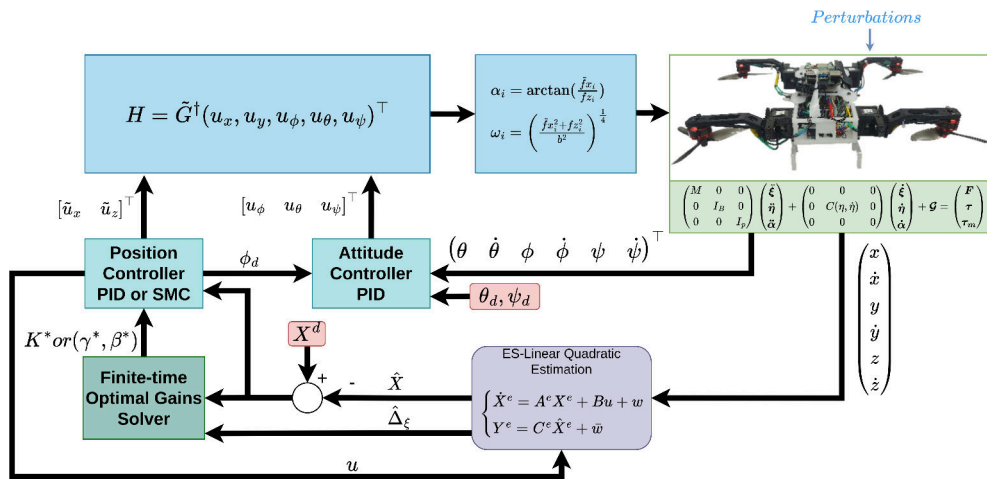 Perturbations
H = G̃†(u_x, u_y, u_ϕ, u_θ, u_ψ)^⊤
α_i = arctan(f̃x_i / f̃z_i)
ω_i = ((f̃x_i² + fz_i²) / b²)^(1/4)
(M 0 0; 0 I_B 0; 0 0 I_p)(ξ̈; η̈; α̈) + (0 0 0; 0 C(η, η̇) 0; 0 0 0)(ξ̇; η̇; α̇) + 𝒢 = (F; τ; τ_m)
[ũ_x ũ_z]^⊤
[u_ϕ u_θ u_ψ]^⊤
Position
Controller
PID or SMC
ϕ_d
Attitude
Controller
PID
(θ θ̇ ϕ ϕ̇ ψ ψ̇)^⊤
θ_d, ψ_d
(x
ẋ
y
ẏ
z
ż)
K* or(γ*, β*)
X^d
Finite-time
Optimal Gains
Solver
+
-
X̂
Δ̂_ξ
ES-Linear Quadratic
Estimation
Ẋ^e = A^e X^e + Bu + w
Y^e = C^e X̂^e + w̄
u